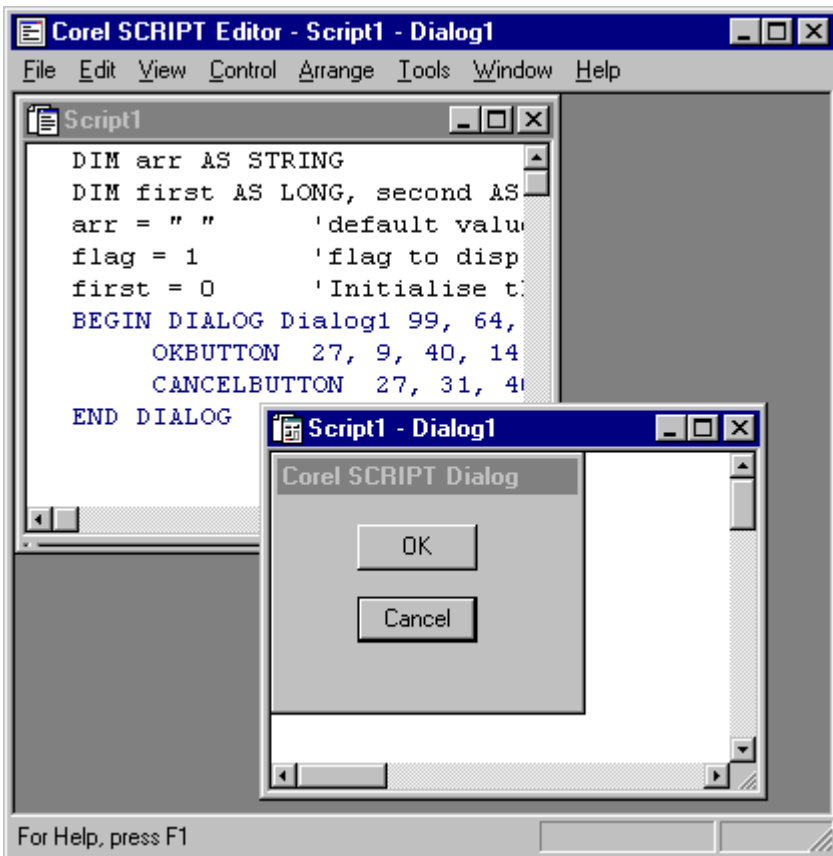 Corel SCRIPT Editor - Script1 - Dialog1
File Edit View Control Arrange Tools Window Help
Script1
DIM arr AS STRING
DIM first AS LONG, second AS
arr = " " 'default
flag = 1 'flag to disp
first = 0 'Initialise
BEGIN DIALOG Dialog1 99, 64,
OKBUTTON 27, 9, 40, 14
CANCELBUTTON 27, 31,
END DIALOG
Script1 - Dialog1
Corel SCRIPT Dialog
OK
Cancel
For Help, press F1